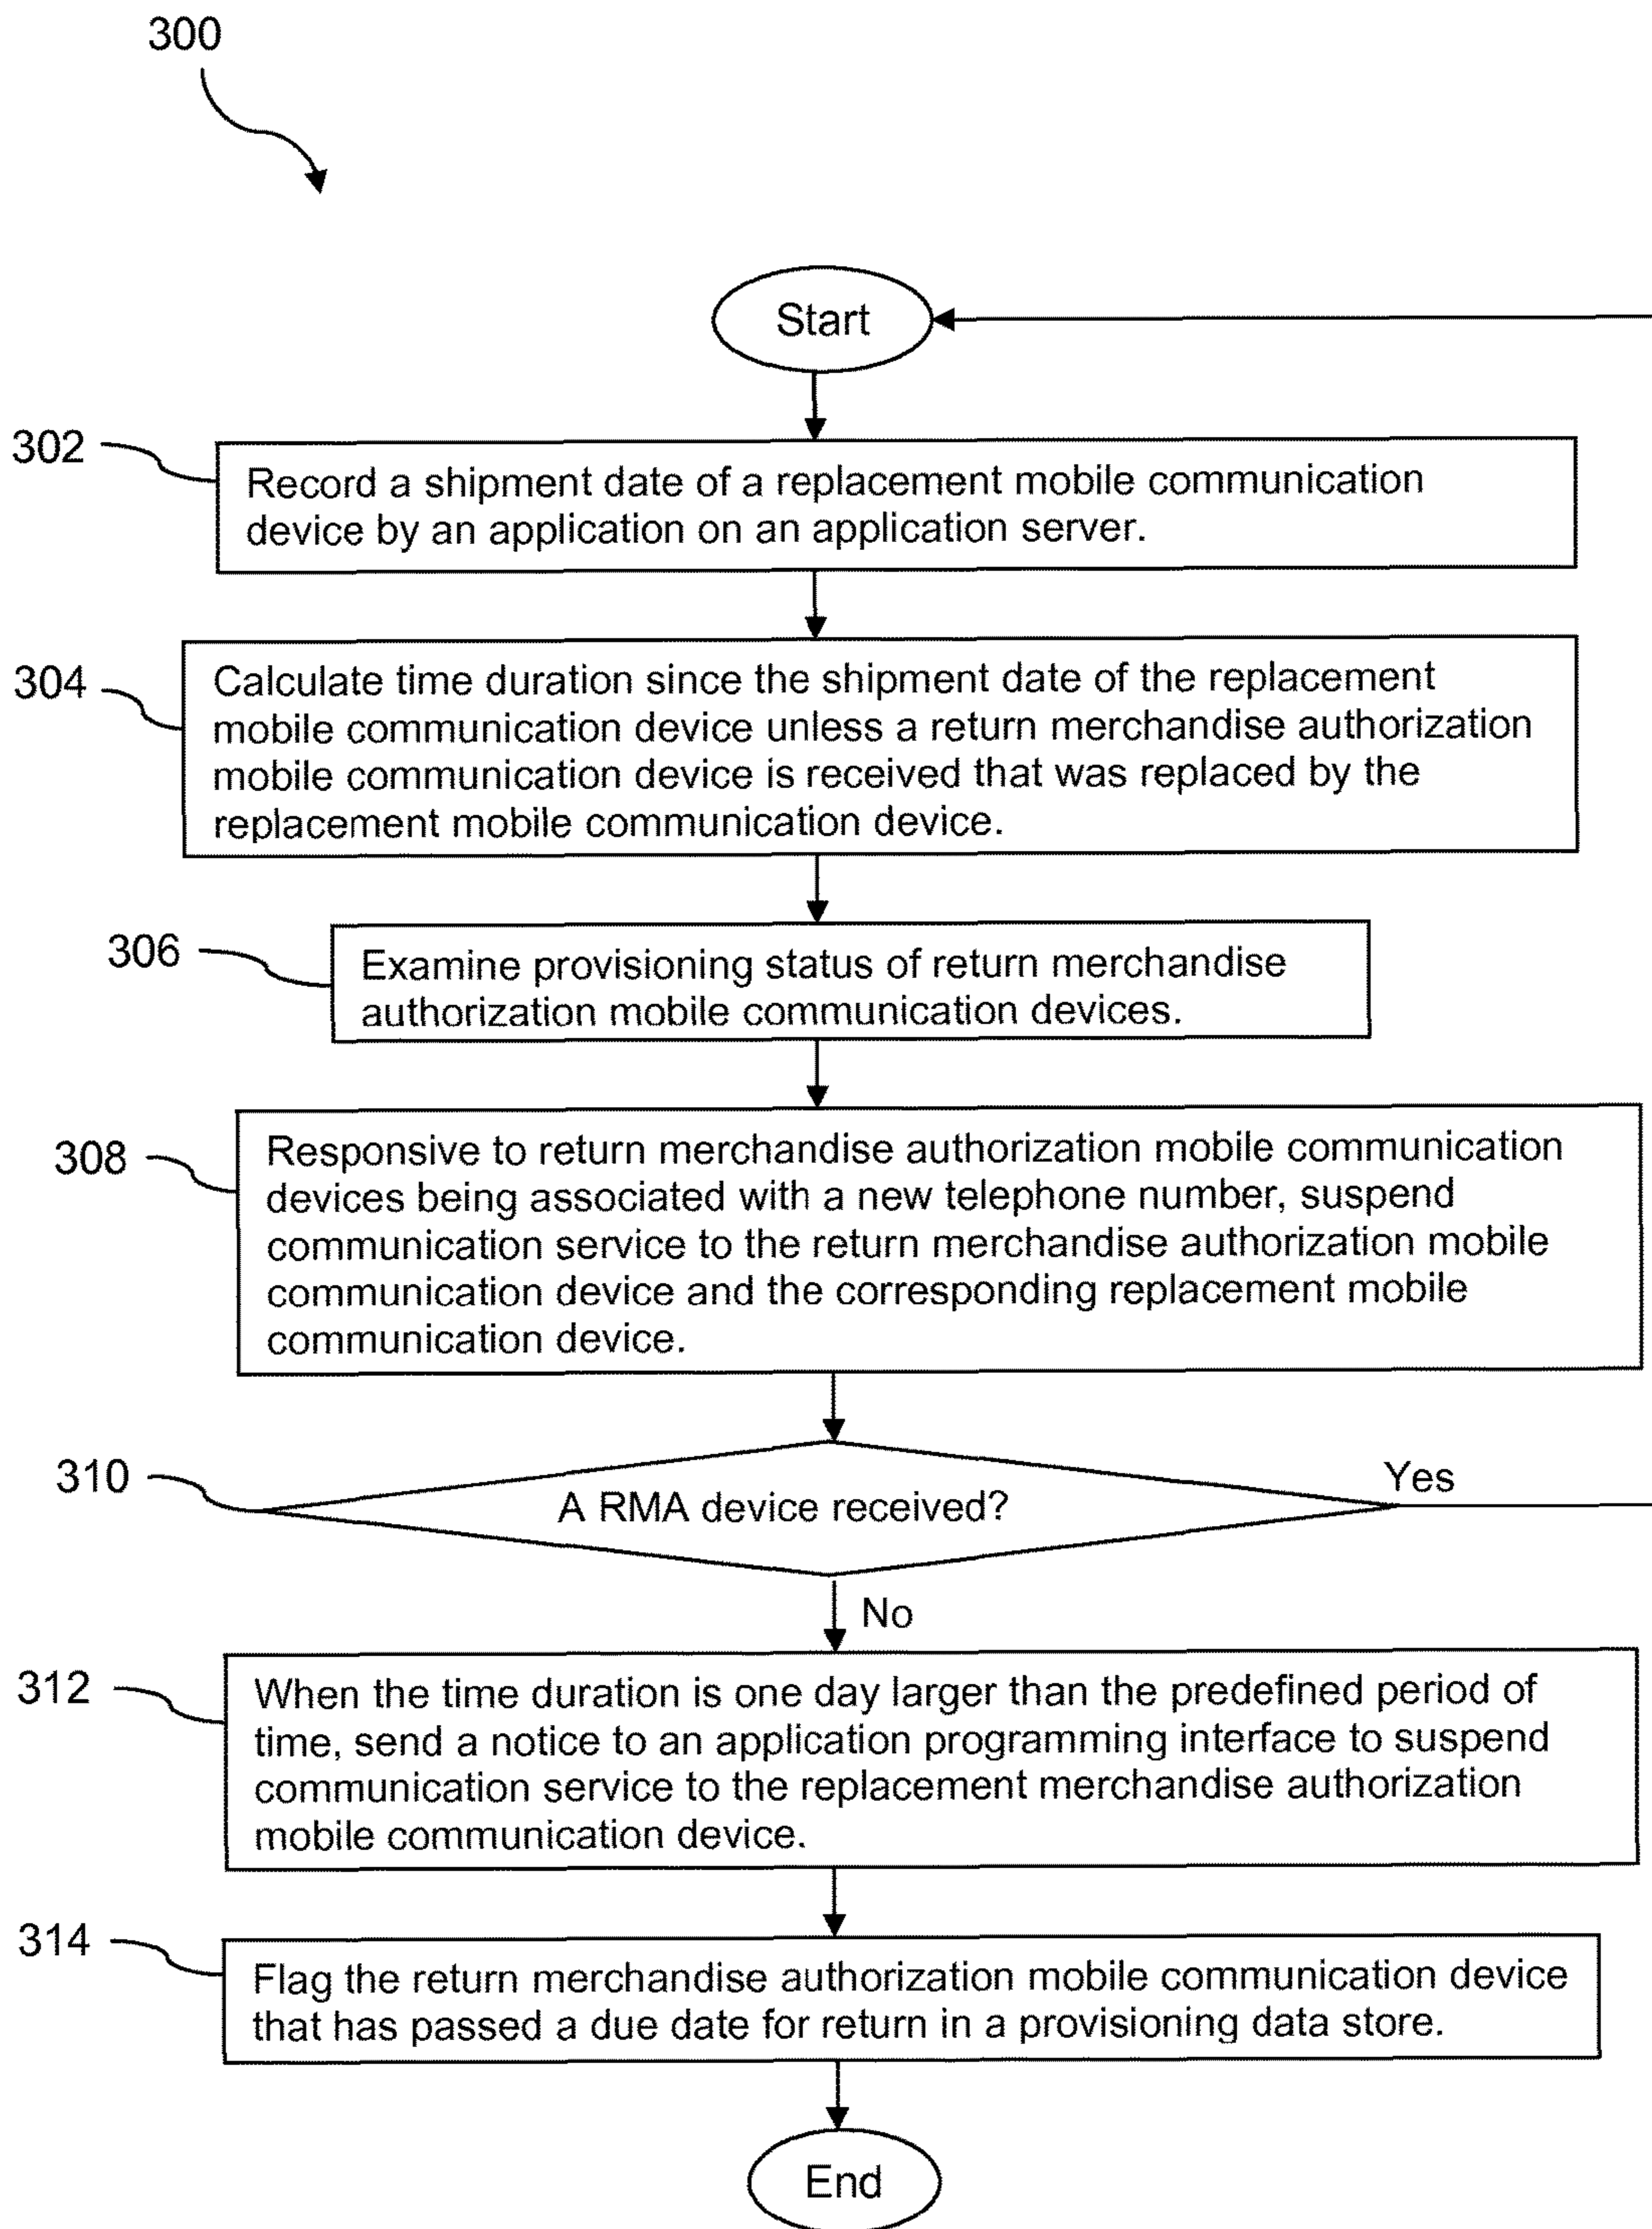 300
Start
302
Record a shipment date of a replacement mobile communication
device by an application on an application server.
304
Calculate time duration since the shipment date of the replacement
mobile communication device unless a return merchandise authorization
mobile communication device is received that was replaced by the
replacement mobile communication device.
306
Examine provisioning status of return merchandise
authorization mobile communication devices.
308
Responsive to return merchandise authorization mobile communication
devices being associated with a new telephone number, suspend
communication service to the return merchandise authorization mobile
communication device and the corresponding replacement mobile
communication device.
310
A RMA device received?
Yes
No
312
When the time duration is one day larger than the predefined period of
time, send a notice to an application programming interface to suspend
communication service to the replacement merchandise authorization
mobile communication device.
314
Flag the return merchandise authorization mobile communication device
that has passed a due date for return in a provisioning data store.
End